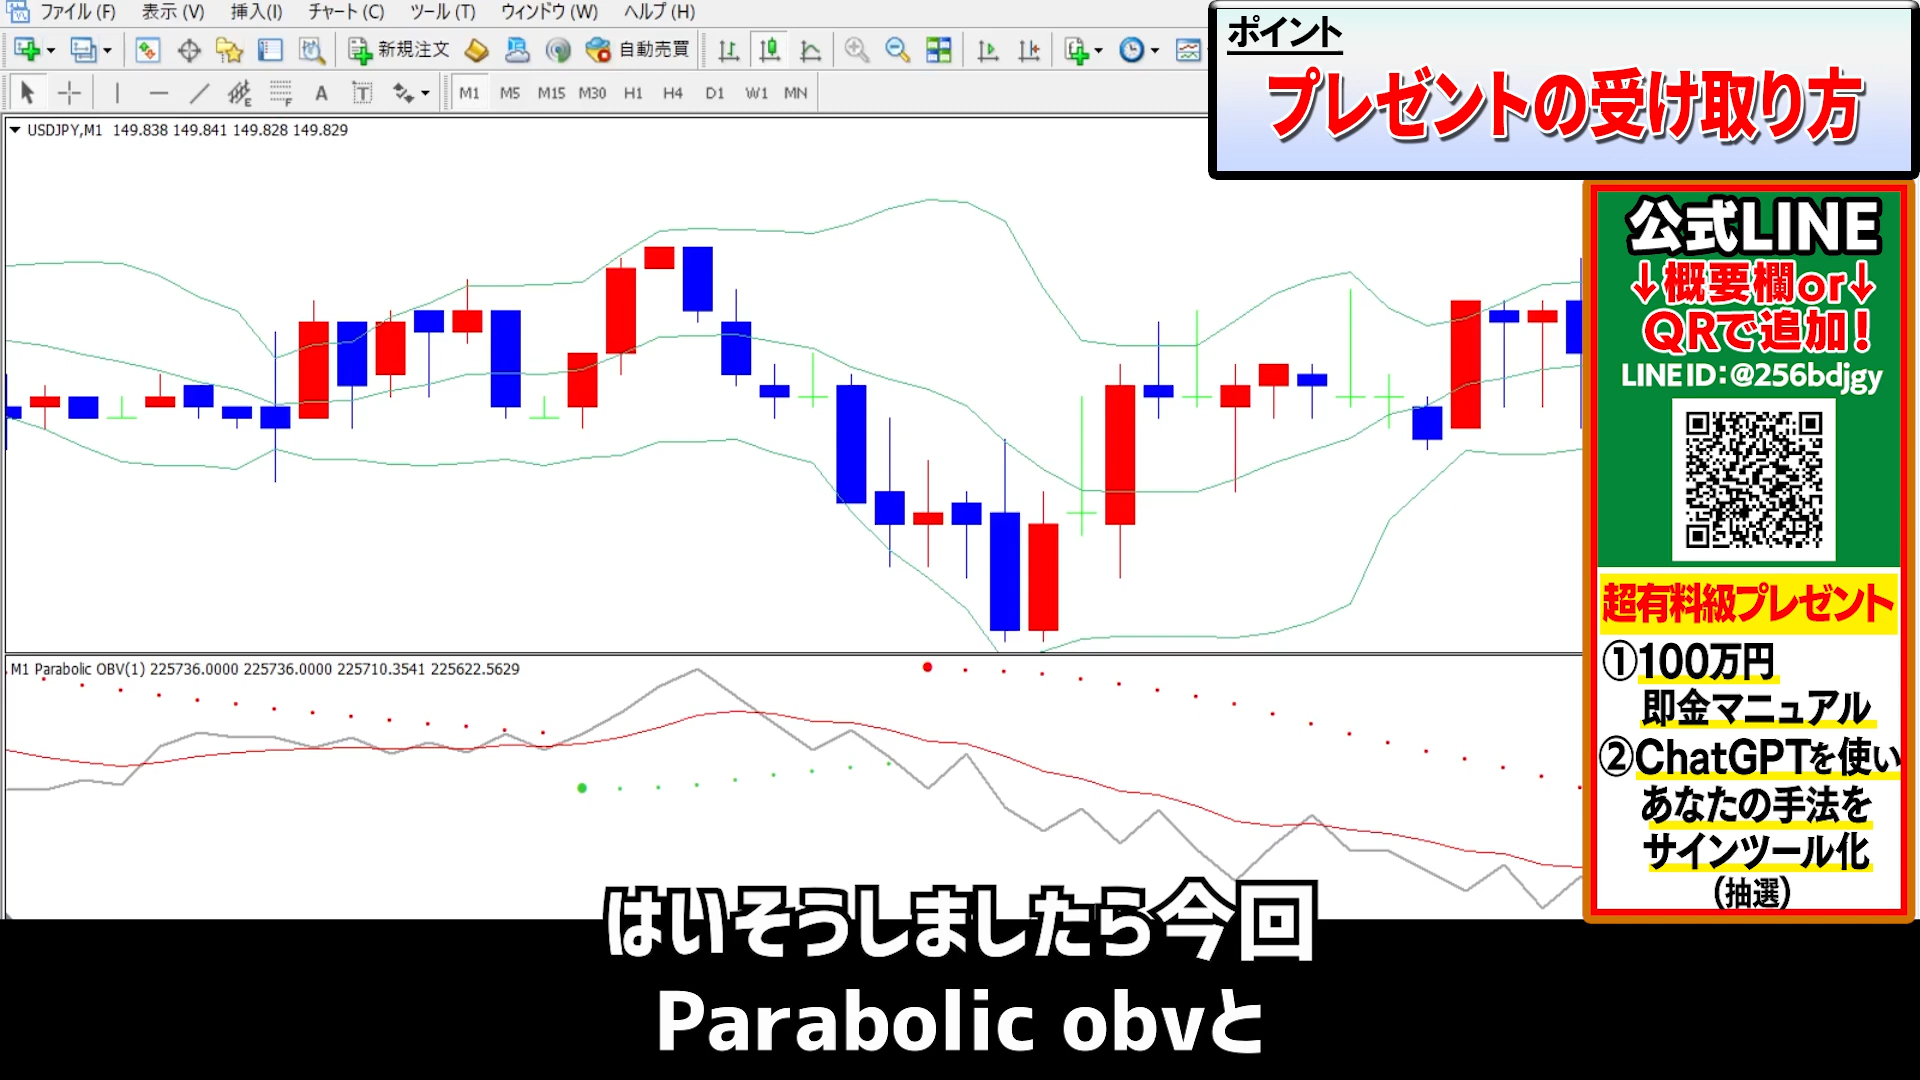 ファイル (F) 表示 (V) 挿入(I) チャート (C) ツール (T) ウィンドウ (W) ヘルプ (H)
新規注文 自動売買
A T M1 M5 M15 M30 H1 H4 D1 W1 MN
USDJPY,M1 149.838 149.841 149.828 149.829
ポイント
プレゼントの受け取り方
公式LINE
↓概要欄or↓
QRで追加!
LINE ID:@256bdjgy
超有料級プレゼント
①100万円
即金マニュアル
②ChatGPTを使い
あなたの手法を
サインツール化
(抽選)
M1 Parabolic OBV(1) 225736.0000 225736.0000 225710.3541 225622.5629
はいそうしましたら今回
Parabolic obvと